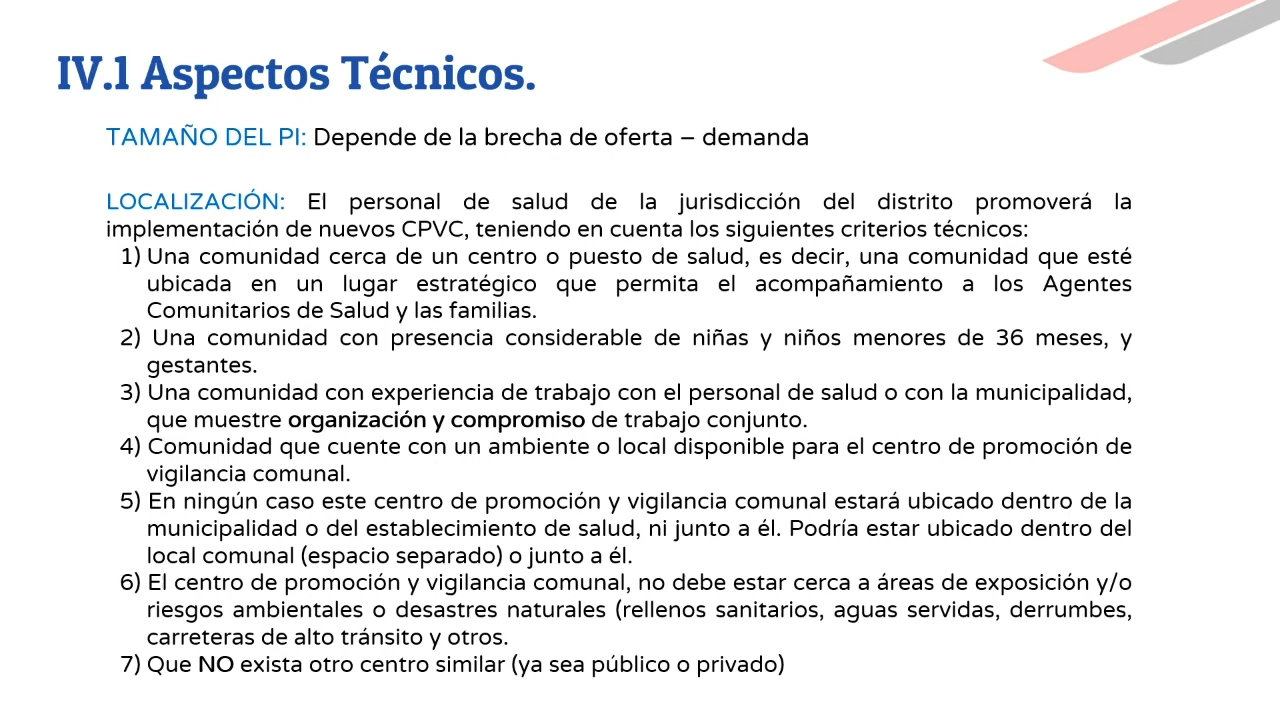 IV.1 Aspectos Técnicos.
TAMAÑO DEL PI: Depende de la brecha de oferta – demanda
LOCALIZACIÓN: El personal de salud de la jurisdicción del distrito promoverá la
implementación de nuevos CPVC, teniendo en cuenta los siguientes criterios técnicos:
1) Una comunidad cerca de un centro o puesto de salud, es decir, una comunidad que esté
ubicada en un lugar estratégico que permita el acompañamiento a los Agentes
Comunitarios de Salud y las familias.
2) Una comunidad con presencia considerable de niñas y niños menores de 36 meses, y
gestantes.
3) Una comunidad con experiencia de trabajo con el personal de salud o con la municipalidad,
que muestre organización y compromiso de trabajo conjunto.
4) Comunidad que cuente con un ambiente o local disponible para el centro de promoción de
vigilancia comunal.
5) En ningún caso este centro de promoción y vigilancia comunal estará ubicado dentro de la
municipalidad o del establecimiento de salud, ni junto a él. Podría estar ubicado dentro del
local comunal (espacio separado) o junto a él.
6) El centro de promoción y vigilancia comunal, no debe estar cerca a áreas de exposición y/o
riesgos ambientales o desastres naturales (rellenos sanitarios, aguas servidas, derrumbes,
carreteras de alto tránsito y otros.
7) Que NO exista otro centro similar (ya sea público o privado)